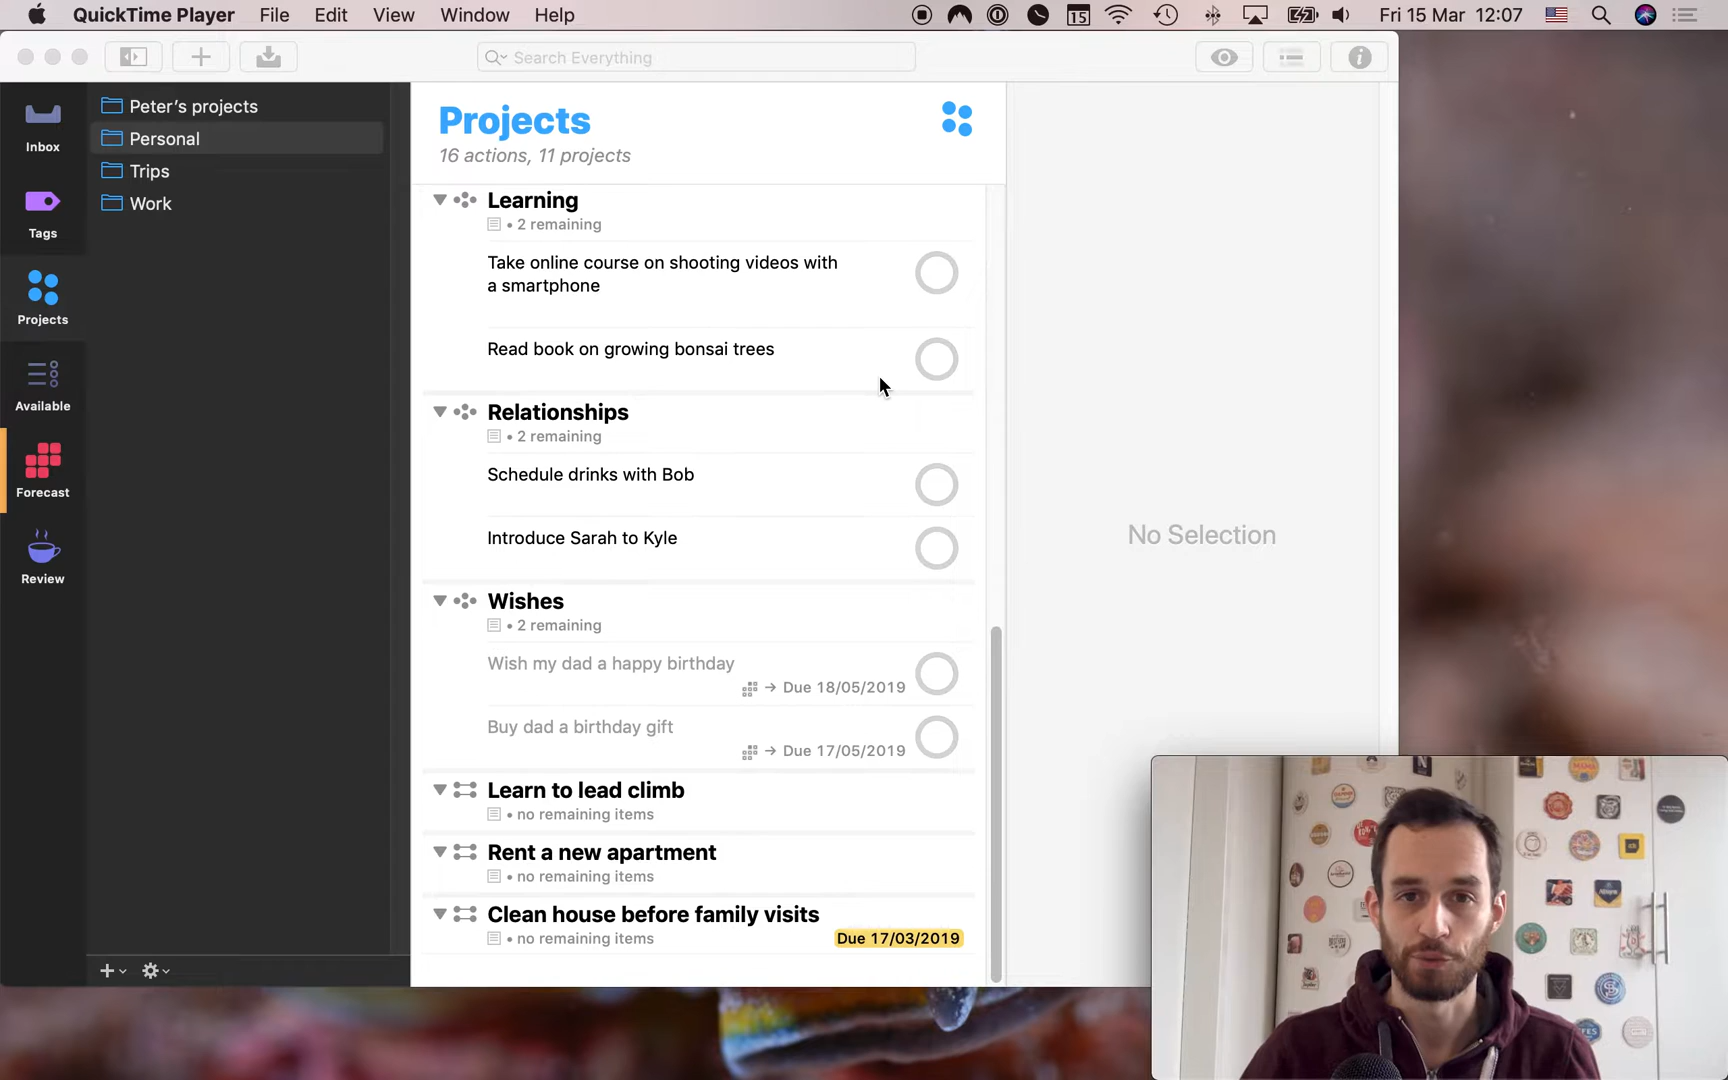 QuickTime Player File Edit View Window Help 15 Fri 15 Mar 12:07
Search Everything
Inbox
Tags
Projects
Available
Forecast
Review
Peter's projects
Personal
Trips
Work
Projects
16 actions, 11 projects
Learning
• 2 remaining
Take online course on shooting videos with
a smartphone
Read book on growing bonsai trees
Relationships
• 2 remaining
Schedule drinks with Bob
Introduce Sarah to Kyle
Wishes
• 2 remaining
Wish my dad a happy birthday
→ Due 18/05/2019
Buy dad a birthday gift
→ Due 17/05/2019
Learn to lead climb
• no remaining items
Rent a new apartment
• no remaining items
Clean house before family visits
• no remaining items Due 17/03/2019
No Selection